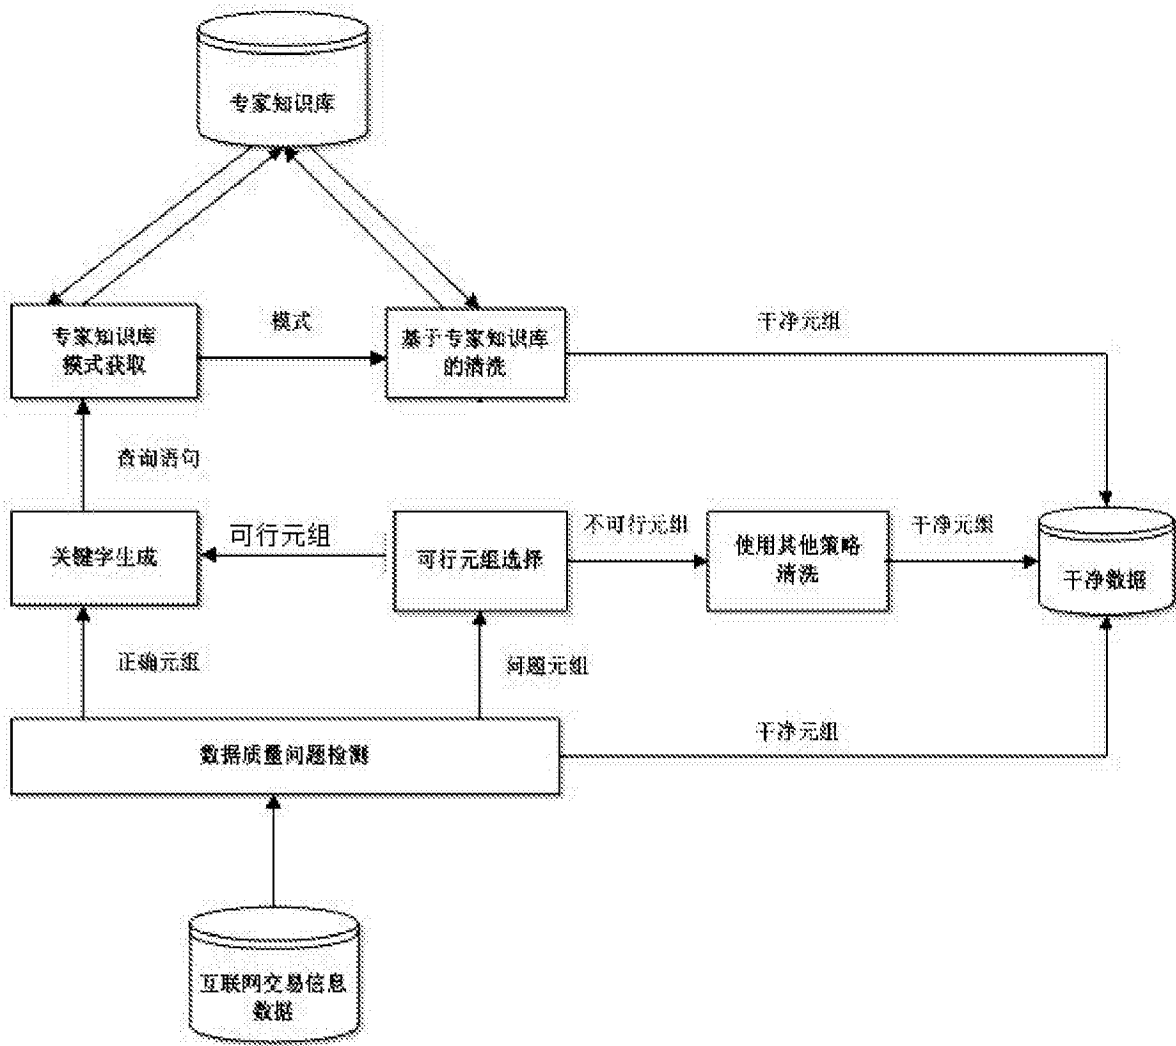 专家知识库
专家知识库
模式获取
模式
基于专家知识库
的清洗
干净元组
查询语句
关键字生成
可行元组
可行元组选择
不可行元组
使用其他策略
清洗
干净元组
干净数据
正确元组
问题元组
数据质量问题检测
干净元组
互联网交易信息
数据